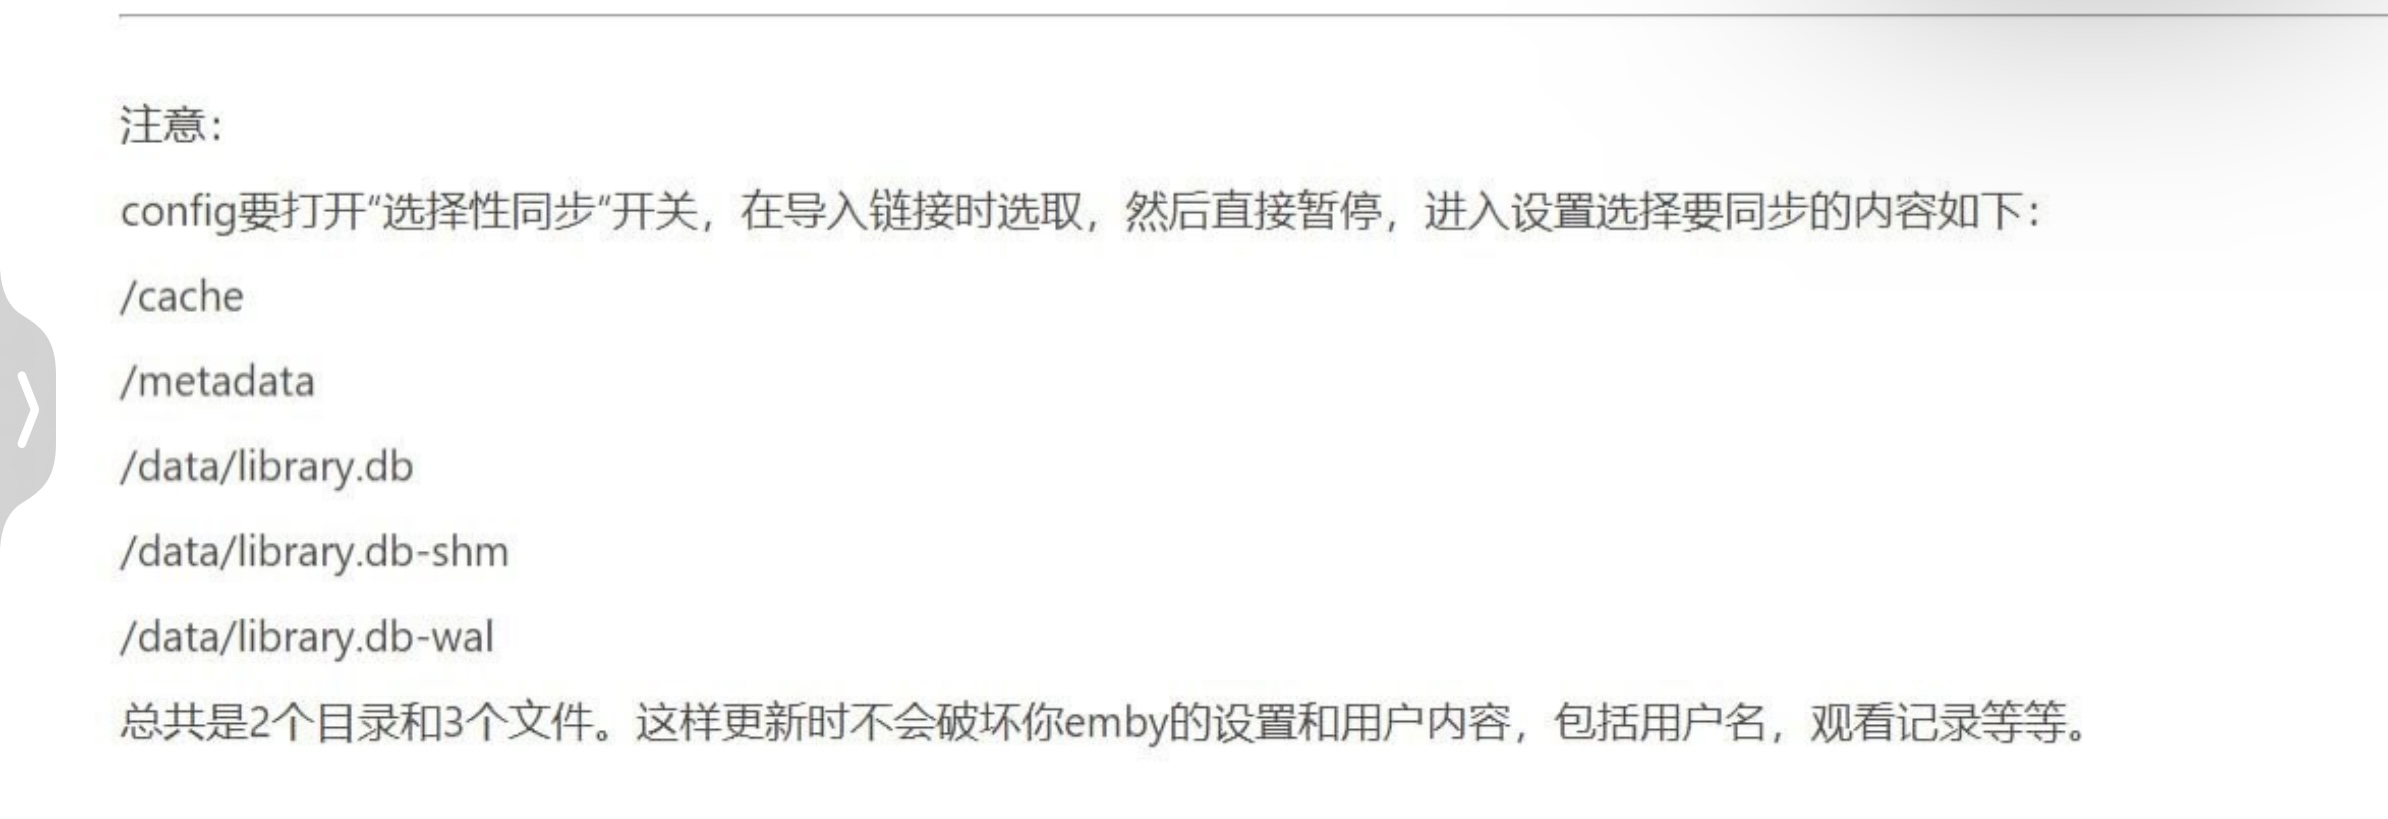 注意：
config要打开“选择性同步“开关，在导入链接时选取，然后直接暂停，进入设置选择要同步的内容如下：
/cache
/metadata
/data/library.db
/data/library.db-shm
/data/library.db-wal
总共是2个目录和3个文件。这样更新时不会破坏你emby的设置和用户内容，包括用户名，观看记录等等。